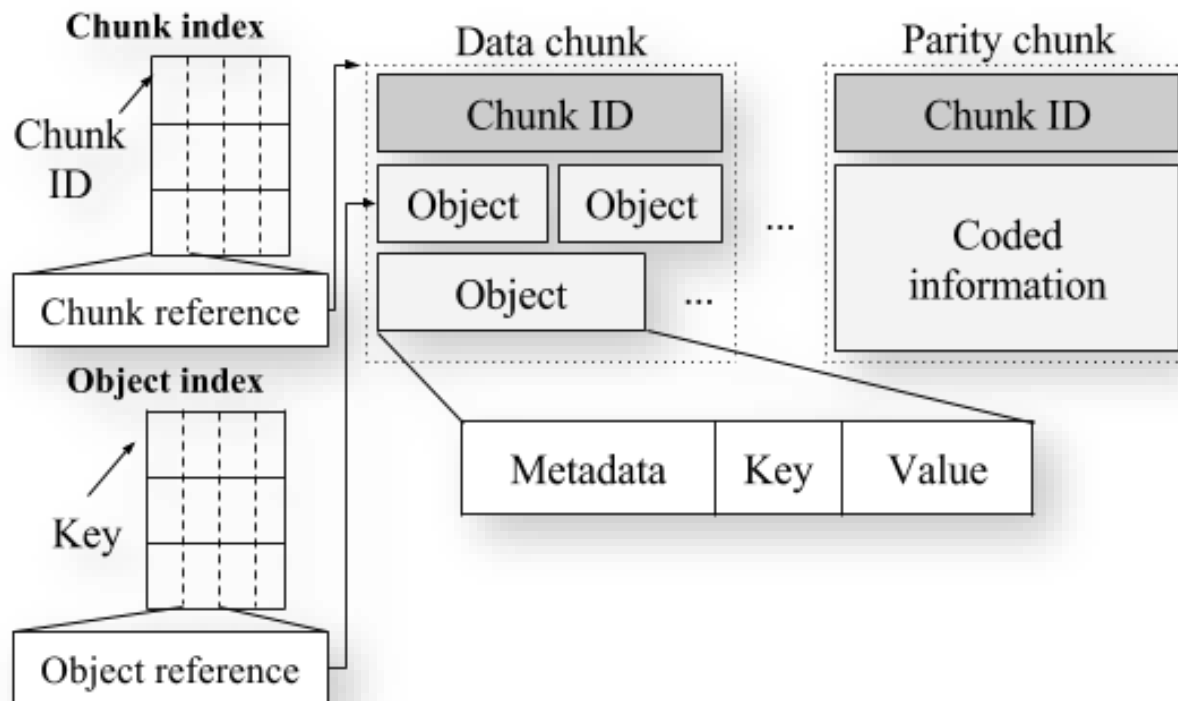 Chunk index
Chunk
ID
Chunk reference
Object index
Key
Object reference
Data chunk
Chunk ID
Object
Object
...
Object
...
Metadata
Key
Value
Parity chunk
Chunk ID
Coded
information